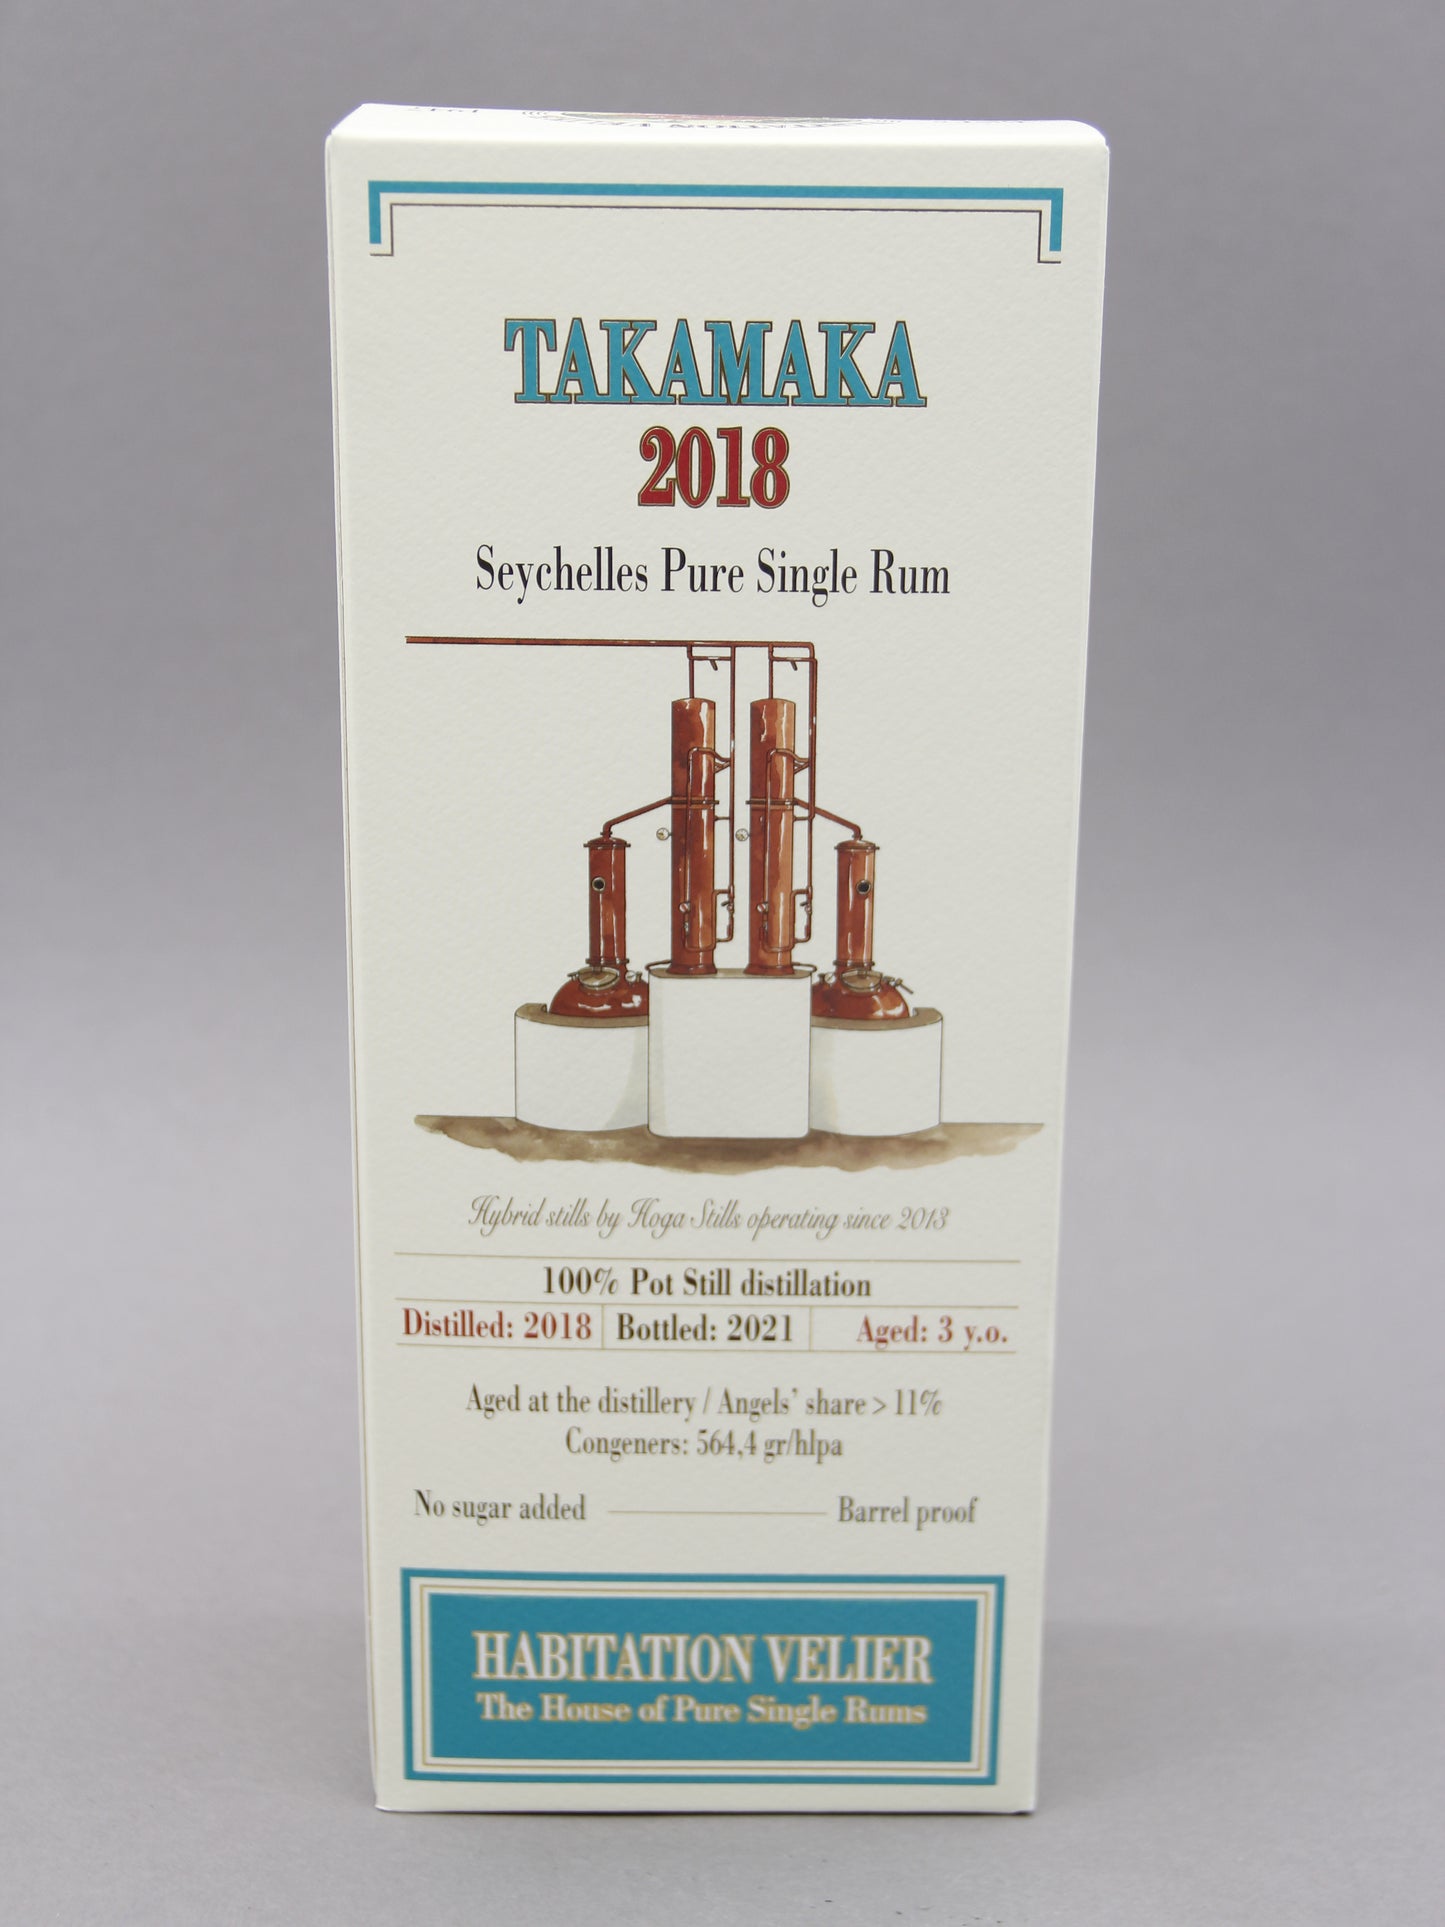 TAKAMAKA
2018
Seychelles Pure Single Rum
Hybrid stills by Hoga Stills operating since 2013
100% Pot Still distillation
Distilled: 2018 Bottled: 2021 Aged: 3 y.o.
Aged at the distillery / Angels’ share > 11%
Congeners: 564,4 gr/hlpa
No sugar added Barrel proof
HABITATION VELIER
The House of Pure Single Rums